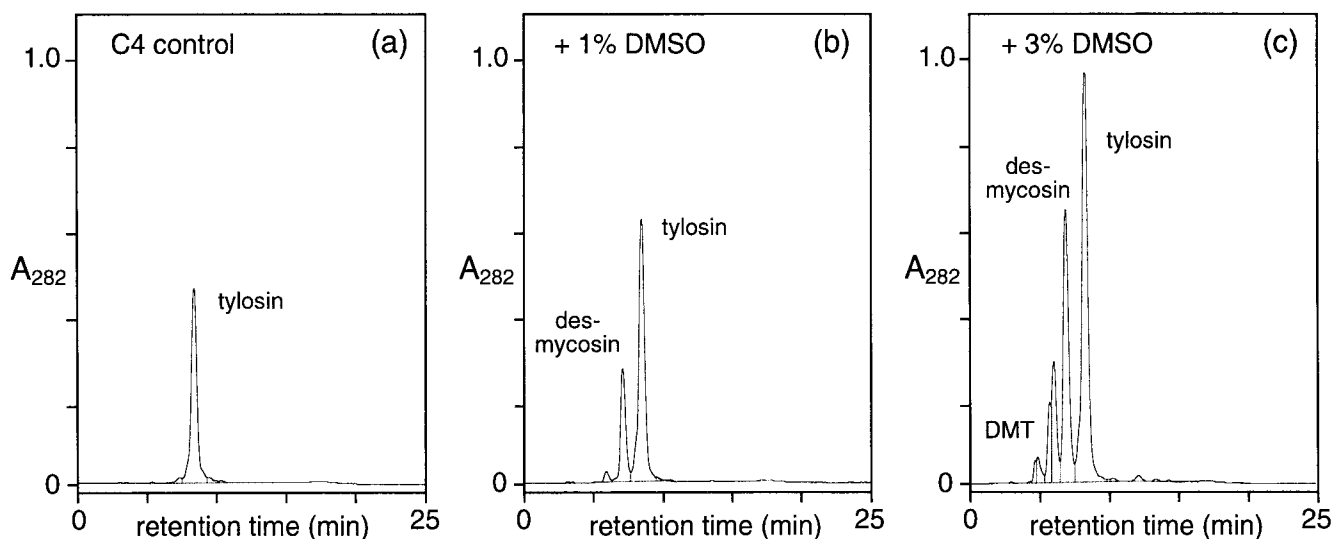 C4 control
(a)
1.0
tylosin
A282
0
0
25
retention time (min)
+ 1% DMSO
(b)
1.0
tylosin
des-
mycosin
A282
0
0
25
retention time (min)
+ 3% DMSO
(c)
1.0
tylosin
des-
mycosin
A282
DMT
0
0
25
retention time (min)